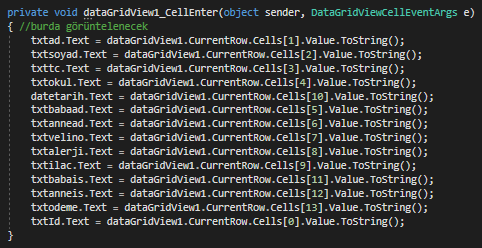 private void dataGridView1_CellEnter(object sender, DataGridViewCellEventArgs e)
{ //burda görüntelenecek
txtad.Text = dataGridView1.CurrentRow.Cells[1].Value.ToString();
txtsoyad.Text = dataGridView1.CurrentRow.Cells[2].Value.ToString();
txttc.Text = dataGridView1.CurrentRow.Cells[3].Value.ToString();
txtokul.Text = dataGridView1.CurrentRow.Cells[4].Value.ToString();
datetarih.Text = dataGridView1.CurrentRow.Cells[10].Value.ToString();
txtbabaad.Text = dataGridView1.CurrentRow.Cells[5].Value.ToString();
txtannead.Text = dataGridView1.CurrentRow.Cells[6].Value.ToString();
txtvelino.Text = dataGridView1.CurrentRow.Cells[7].Value.ToString();
txtalerji.Text = dataGridView1.CurrentRow.Cells[8].Value.ToString();
txtilac.Text = dataGridView1.CurrentRow.Cells[9].Value.ToString();
txtbabais.Text = dataGridView1.CurrentRow.Cells[11].Value.ToString();
txtanneis.Text = dataGridView1.CurrentRow.Cells[12].Value.ToString();
txtodeme.Text = dataGridView1.CurrentRow.Cells[13].Value.ToString();
txtId.Text = dataGridView1.CurrentRow.Cells[0].Value.ToString();
}